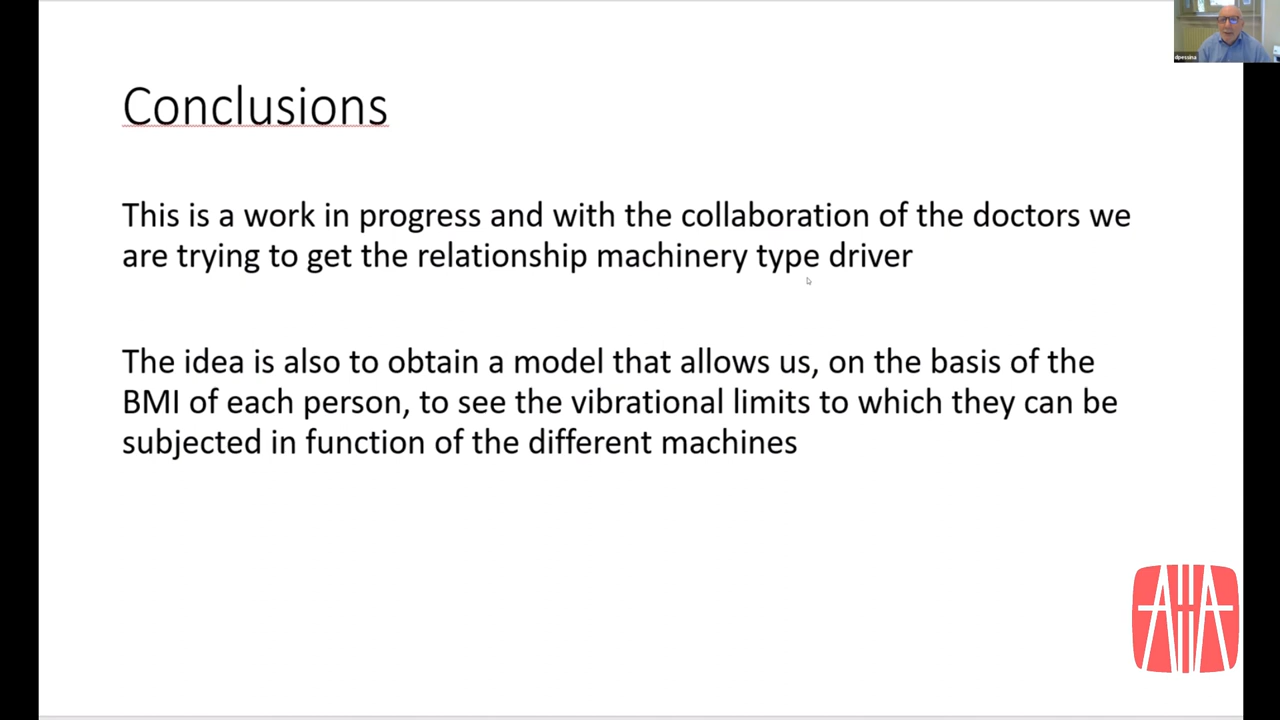 dpessina
Conclusions
This is a work in progress and with the collaboration of the doctors we
are trying to get the relationship machinery type driver
The idea is also to obtain a model that allows us, on the basis of the
BMI of each person, to see the vibrational limits to which they can be
subjected in function of the different machines
AIIA